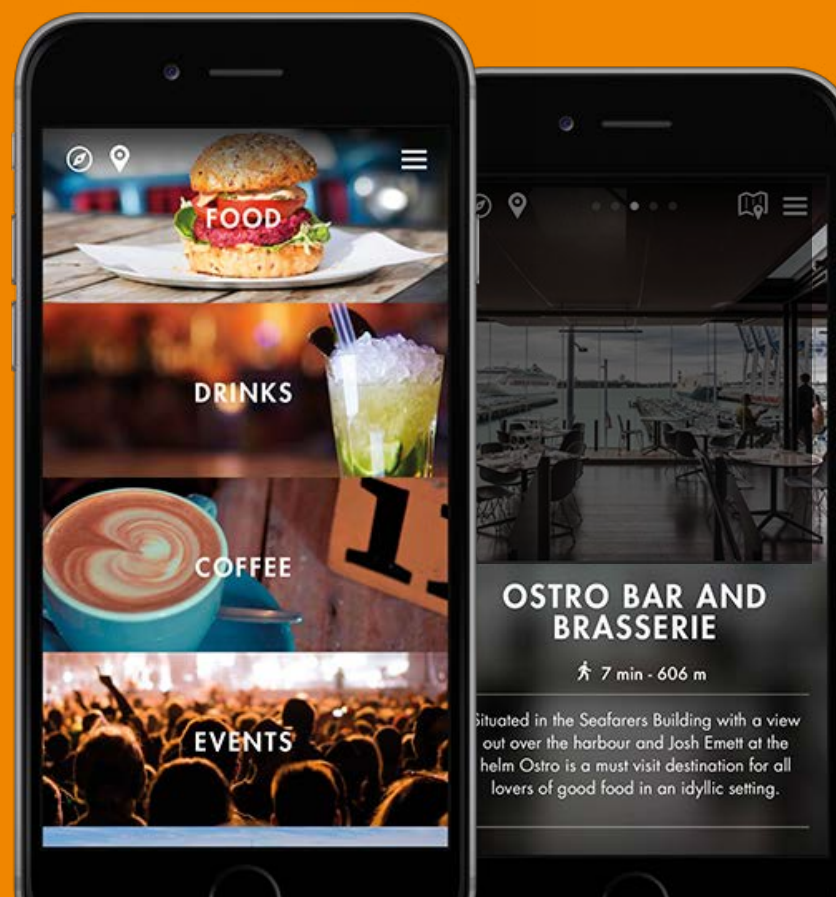 FOOD
DRINKS
COFFEE
EVENTS
OSTRO BAR AND
BRASSERIE
7 min - 606 m
Situated in the Seafarers Building with a view
out over the harbour and Josh Emett at the
helm Ostro is a must visit destination for all
lovers of good food in an idyllic setting.